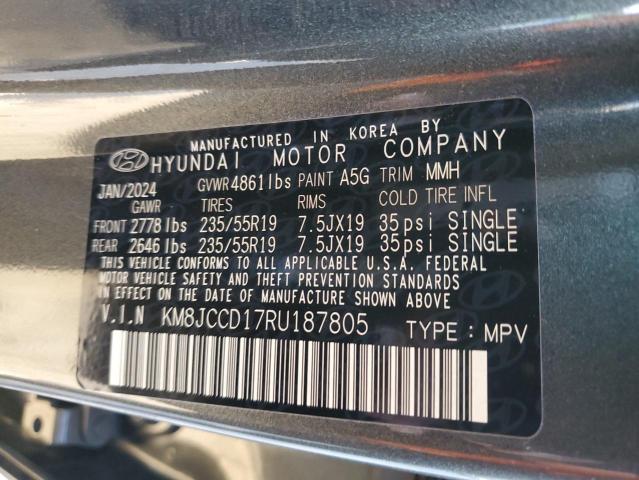 MANUFACTURED IN KOREA BY
HYUNDAI MOTOR COMPANY
JAN/2024 GVWR 4861 lbs PAINT A5G TRIM MMH
GAWR TIRES RIMS COLD TIRE INFL
FRONT 2778 lbs 235/55R19 7.5JX19 35psi SINGLE
REAR 2646 lbs 235/55R19 7.5JX19 35psi SINGLE
THIS VEHICLE CONFORMS TO ALL APPLICABLE U.S.A. FEDERAL
MOTOR VEHICLE SAFETY AND THEFT PREVENTION STANDARDS
IN EFFECT ON THE DATE OF MANUFACTURE SHOWN ABOVE.
V.I.N KM8JCCD17RU187805 TYPE : MPV